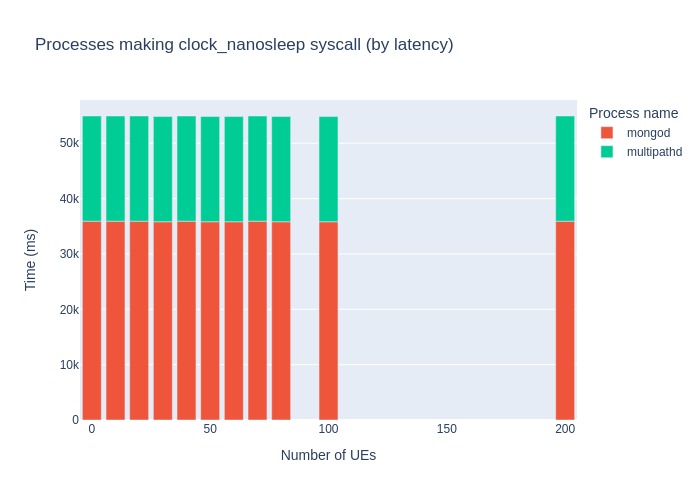 Processes making clock_nanosleep syscall (by latency)
Process name
mongod
multipathd
Time (ms)
50k
40k
30k
20k
10k
0
0
50
100
150
200
Number of UEs